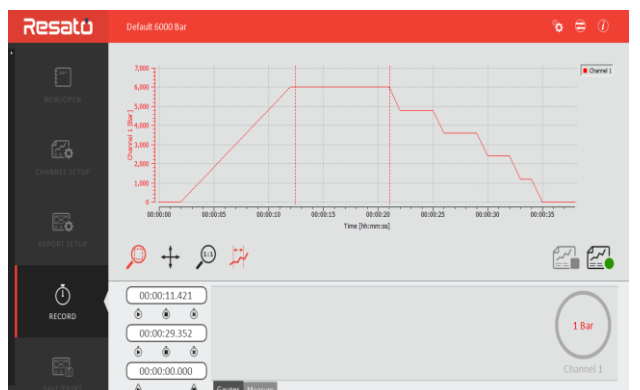 Resato
Default 6000 Bar
NEW/OPEN
CHANNEL SETUP
REPORT SETUP
RECORD
7,000
6,000
5,000
4,000
3,000
2,000
1,000
0
Channel 1 [Bar]
Channel 1
00:00:00 00:00:05 00:00:10 00:00:15 00:00:20 00:00:25 00:00:30 00:00:35
Time [hh:mm:ss]
1:1
00:00:11.421
00:00:29.352
00:00:00.000
1 Bar
Channel 1
Gauges Measure